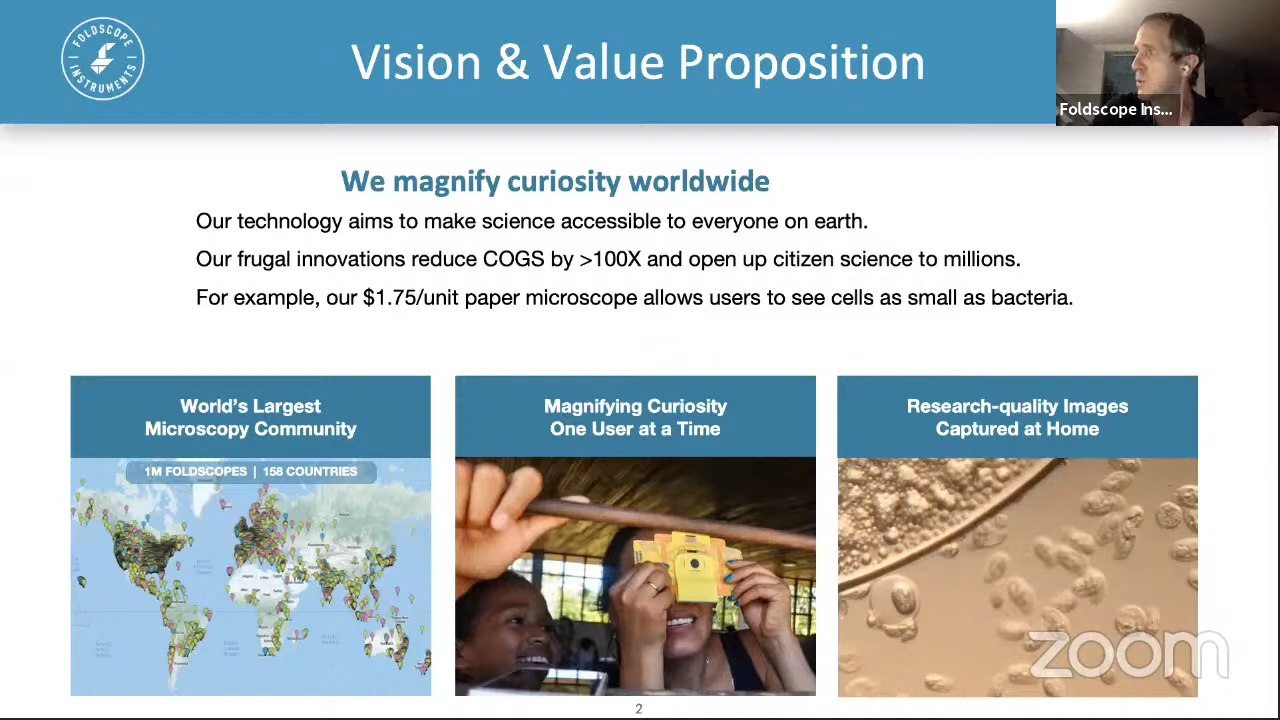 FOLDSCOPE
INSTRUMENTS
Vision & Value Proposition
Foldscope Ins...
We magnify curiosity worldwide
Our technology aims to make science accessible to everyone on earth.
Our frugal innovations reduce COGS by >100X and open up citizen science to millions.
For example, our $1.75/unit paper microscope allows users to see cells as small as bacteria.
World's Largest
Microscopy Community
1M FOLDSCOPES | 158 COUNTRIES
Magnifying Curiosity
One User at a Time
Research-quality Images
Captured at Home
zoom
2